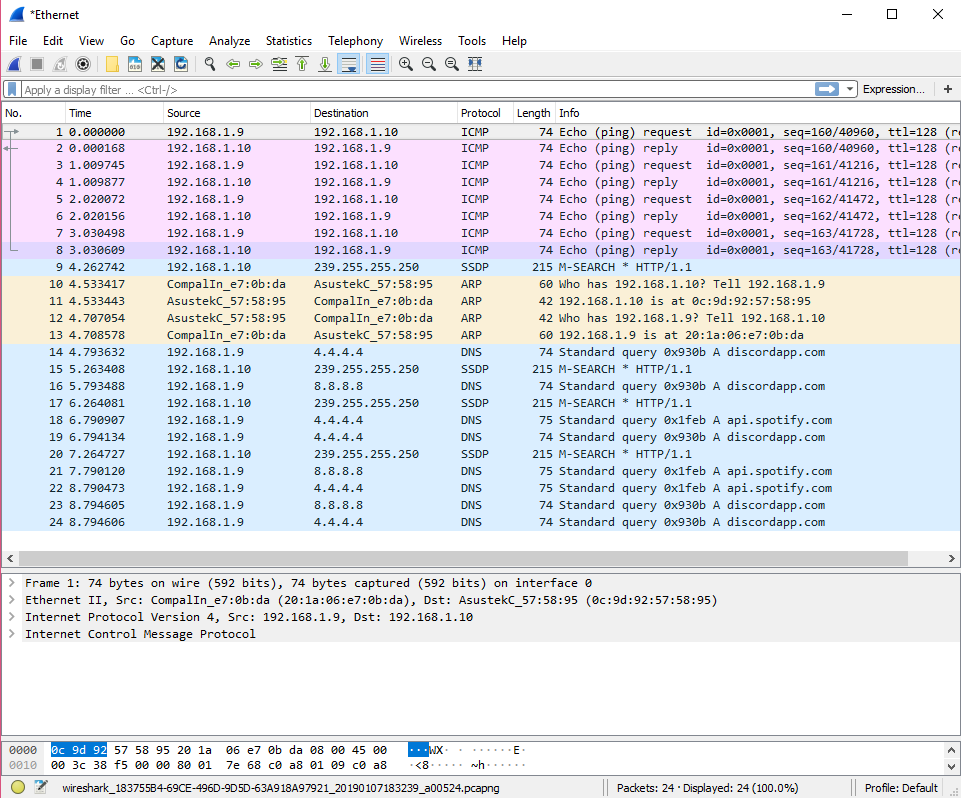 *Ethernet
File Edit View Go Capture Analyze Statistics Telephony Wireless Tools Help
Apply a display filter ... <Ctrl-/> Expression... +
No. Time Source Destination Protocol Length Info
1 0.000000 192.168.1.9 192.168.1.10 ICMP 74 Echo (ping) request id=0x0001, seq=160/40960, ttl=128 (re
2 0.000168 192.168.1.10 192.168.1.9 ICMP 74 Echo (ping) reply id=0x0001, seq=160/40960, ttl=128 (re
3 1.009745 192.168.1.9 192.168.1.10 ICMP 74 Echo (ping) request id=0x0001, seq=161/41216, ttl=128 (re
4 1.009877 192.168.1.10 192.168.1.9 ICMP 74 Echo (ping) reply id=0x0001, seq=161/41216, ttl=128 (re
5 2.020072 192.168.1.9 192.168.1.10 ICMP 74 Echo (ping) request id=0x0001, seq=162/41472, ttl=128 (re
6 2.020156 192.168.1.10 192.168.1.9 ICMP 74 Echo (ping) reply id=0x0001, seq=162/41472, ttl=128 (re
7 3.030498 192.168.1.9 192.168.1.10 ICMP 74 Echo (ping) request id=0x0001, seq=163/41728, ttl=128 (re
8 3.030609 192.168.1.10 192.168.1.9 ICMP 74 Echo (ping) reply id=0x0001, seq=163/41728, ttl=128 (re
9 4.262742 192.168.1.10 239.255.255.250 SSDP 215 M-SEARCH * HTTP/1.1
10 4.533417 CompalIn_e7:0b:da AsustekC_57:58:95 ARP 60 Who has 192.168.1.10? Tell 192.168.1.9
11 4.533443 AsustekC_57:58:95 CompalIn_e7:0b:da ARP 42 192.168.1.10 is at 0c:9d:92:57:58:95
12 4.707054 AsustekC_57:58:95 CompalIn_e7:0b:da ARP 42 Who has 192.168.1.9? Tell 192.168.1.10
13 4.708578 CompalIn_e7:0b:da AsustekC_57:58:95 ARP 60 192.168.1.9 is at 20:1a:06:e7:0b:da
14 4.793632 192.168.1.9 4.4.4.4 DNS 74 Standard query 0x930b A discordapp.com
15 5.263408 192.168.1.10 239.255.255.250 SSDP 215 M-SEARCH * HTTP/1.1
16 5.793488 192.168.1.9 8.8.8.8 DNS 74 Standard query 0x930b A discordapp.com
17 6.264081 192.168.1.10 239.255.255.250 SSDP 215 M-SEARCH * HTTP/1.1
18 6.790907 192.168.1.9 4.4.4.4 DNS 75 Standard query 0x1feb A api.spotify.com
19 6.794134 192.168.1.9 4.4.4.4 DNS 74 Standard query 0x930b A discordapp.com
20 7.264727 192.168.1.10 239.255.255.250 SSDP 215 M-SEARCH * HTTP/1.1
21 7.790120 192.168.1.9 8.8.8.8 DNS 75 Standard query 0x1feb A api.spotify.com
22 8.790473 192.168.1.9 4.4.4.4 DNS 75 Standard query 0x1feb A api.spotify.com
23 8.794605 192.168.1.9 8.8.8.8 DNS 74 Standard query 0x930b A discordapp.com
24 8.794606 192.168.1.9 4.4.4.4 DNS 74 Standard query 0x930b A discordapp.com
Frame 1: 74 bytes on wire (592 bits), 74 bytes captured (592 bits) on interface 0
Ethernet II, Src: CompalIn_e7:0b:da (20:1a:06:e7:0b:da), Dst: AsustekC_57:58:95 (0c:9d:92:57:58:95)
Internet Protocol Version 4, Src: 192.168.1.9, Dst: 192.168.1.10
Internet Control Message Protocol
0000 0c 9d 92 57 58 95 20 1a 06 e7 0b da 08 00 45 00 ···WX· · ······E·
0010 00 3c 38 f5 00 00 80 01 7e 68 c0 a8 01 09 c0 a8 ·<8····· ~h······
wireshark_183755B4-69CE-496D-9D5D-63A918A97921_20190107183239_a00524.pcapng Packets: 24 · Displayed: 24 (100.0%) Profile: Default